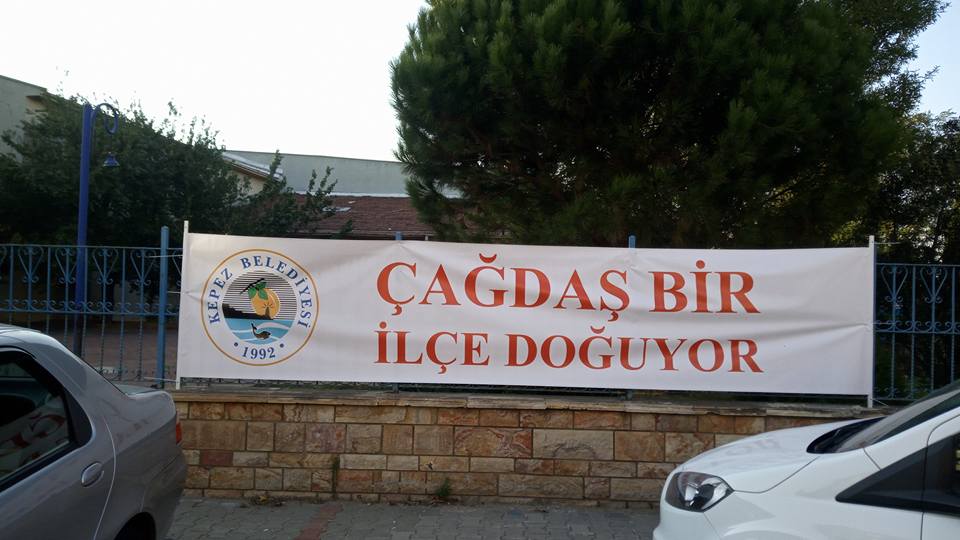 KEPEZ BELEDİYESİ
• 1992 •
ÇAĞDAŞ BİR
İLÇE DOĞUYOR